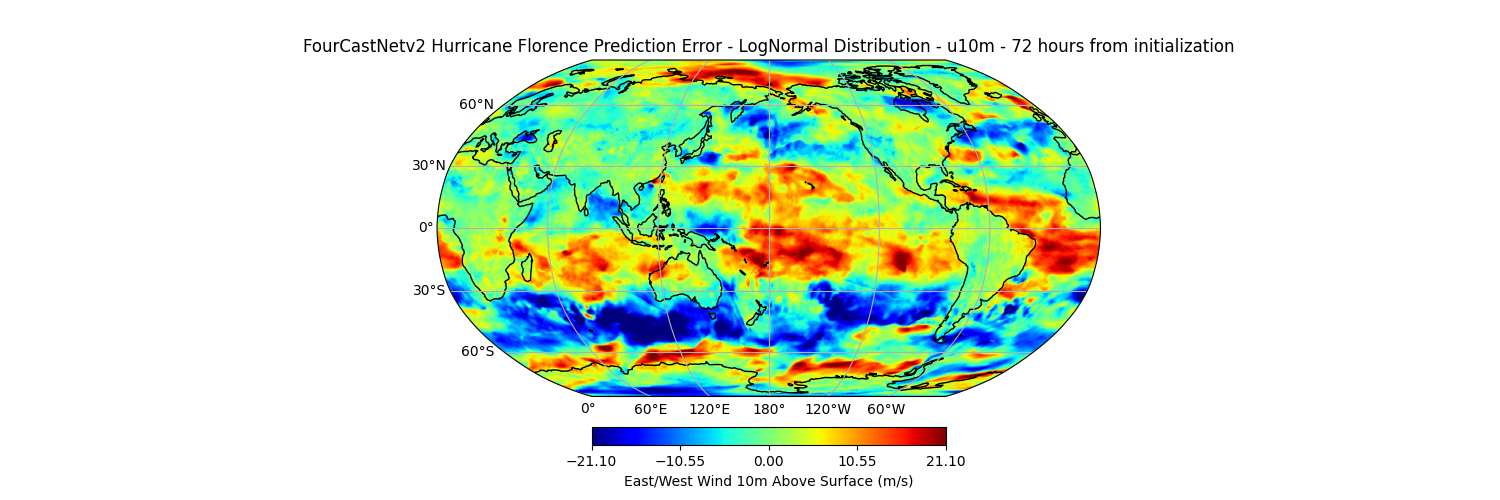 FourCastNetv2 Hurricane Florence Prediction Error - LogNormal Distribution - u10m - 72 hours from initialization
60°N
30°N
0°
30°S
60°S
0° 60°E 120°E 180° 120°W 60°W
−21.10 −10.55 0.00 10.55 21.10
East/West Wind 10m Above Surface (m/s)